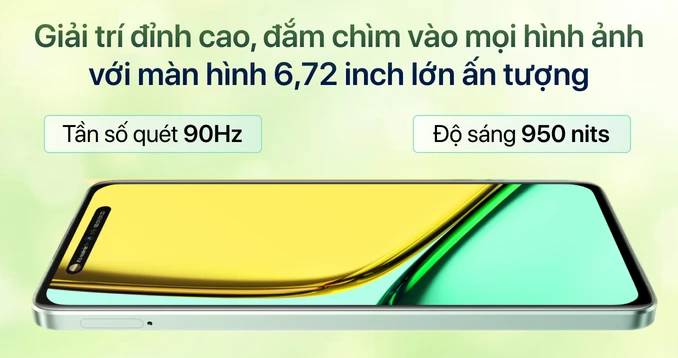 Giải trí đỉnh cao, đắm chìm vào mọi hình ảnh
với màn hình 6,72 inch lớn ấn tượng
Tần số quét 90Hz
Độ sáng 950 nits